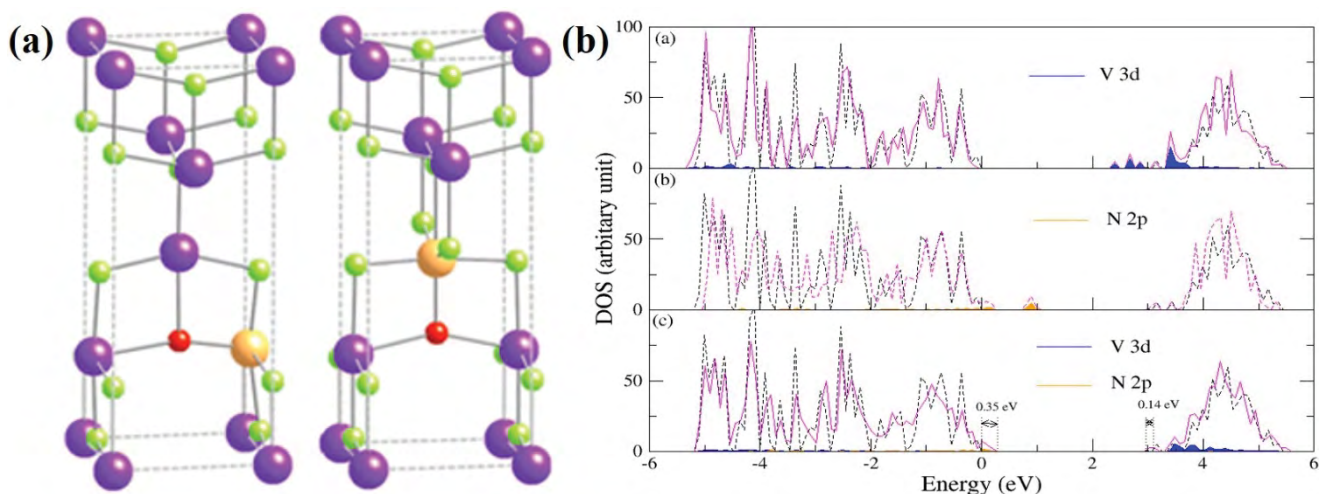 (a)
(b)
100
(a)
V 3d
50
0
(b)
N 2p
50
0
(c)
V 3d
N 2p
50
0.35 eV
0.14 eV
0
-6
-4
-2
0
2
4
6
DOS (arbitary unit)
Energy (eV)